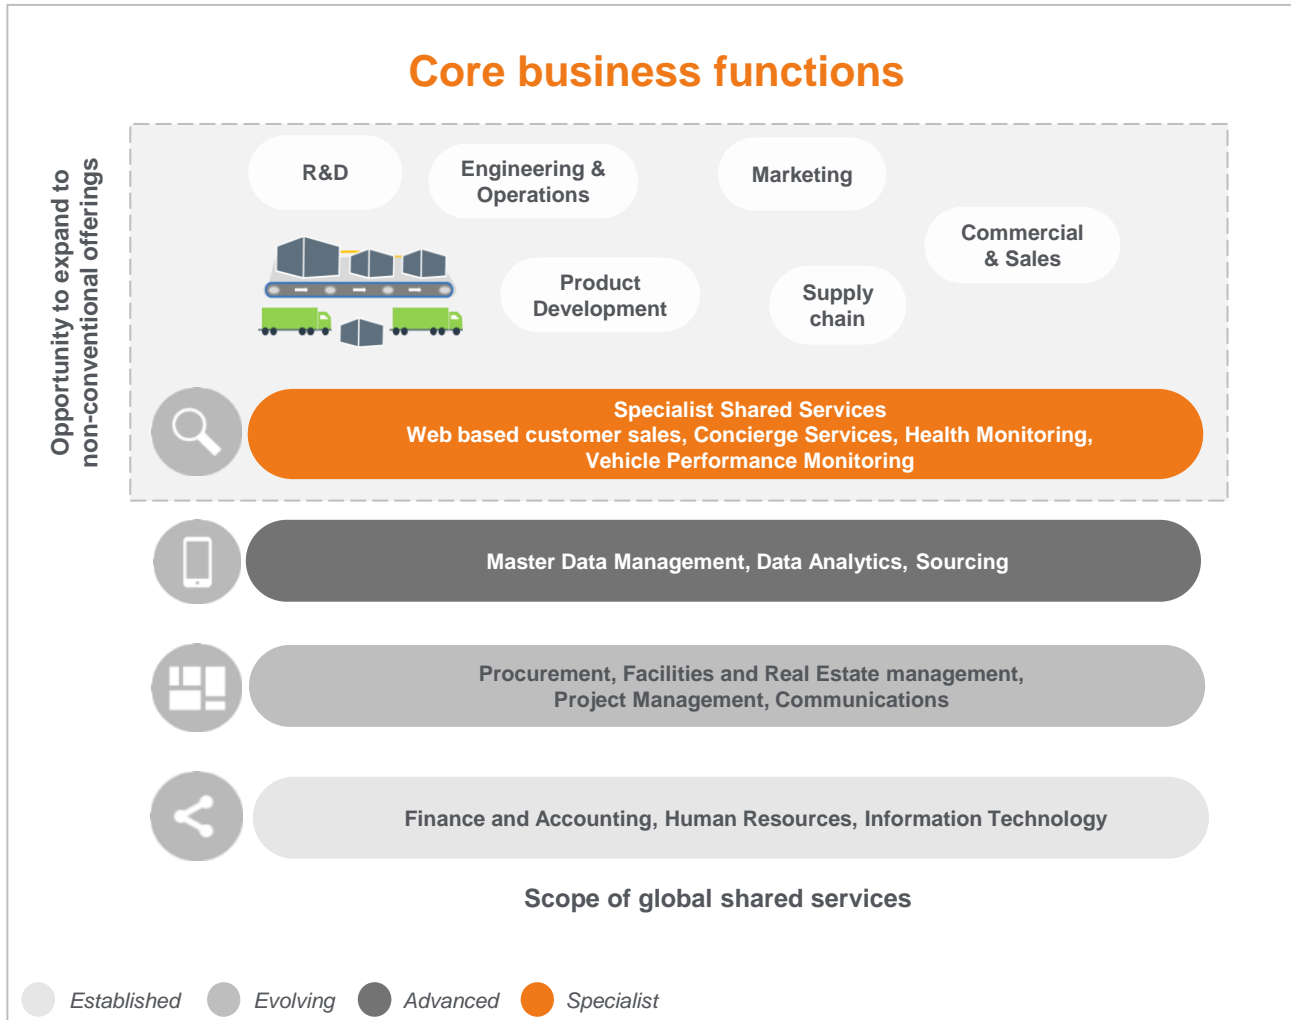 Core business functions
Opportunity to expand to
non-conventional offerings
R&D
Engineering &
Operations
Marketing
Commercial
& Sales
Product
Development
Supply
chain
Specialist Shared Services
Web based customer sales, Concierge Services, Health Monitoring,
Vehicle Performance Monitoring
Master Data Management, Data Analytics, Sourcing
Procurement, Facilities and Real Estate management,
Project Management, Communications
Finance and Accounting, Human Resources, Information Technology
Scope of global shared services
Established
Evolving
Advanced
Specialist